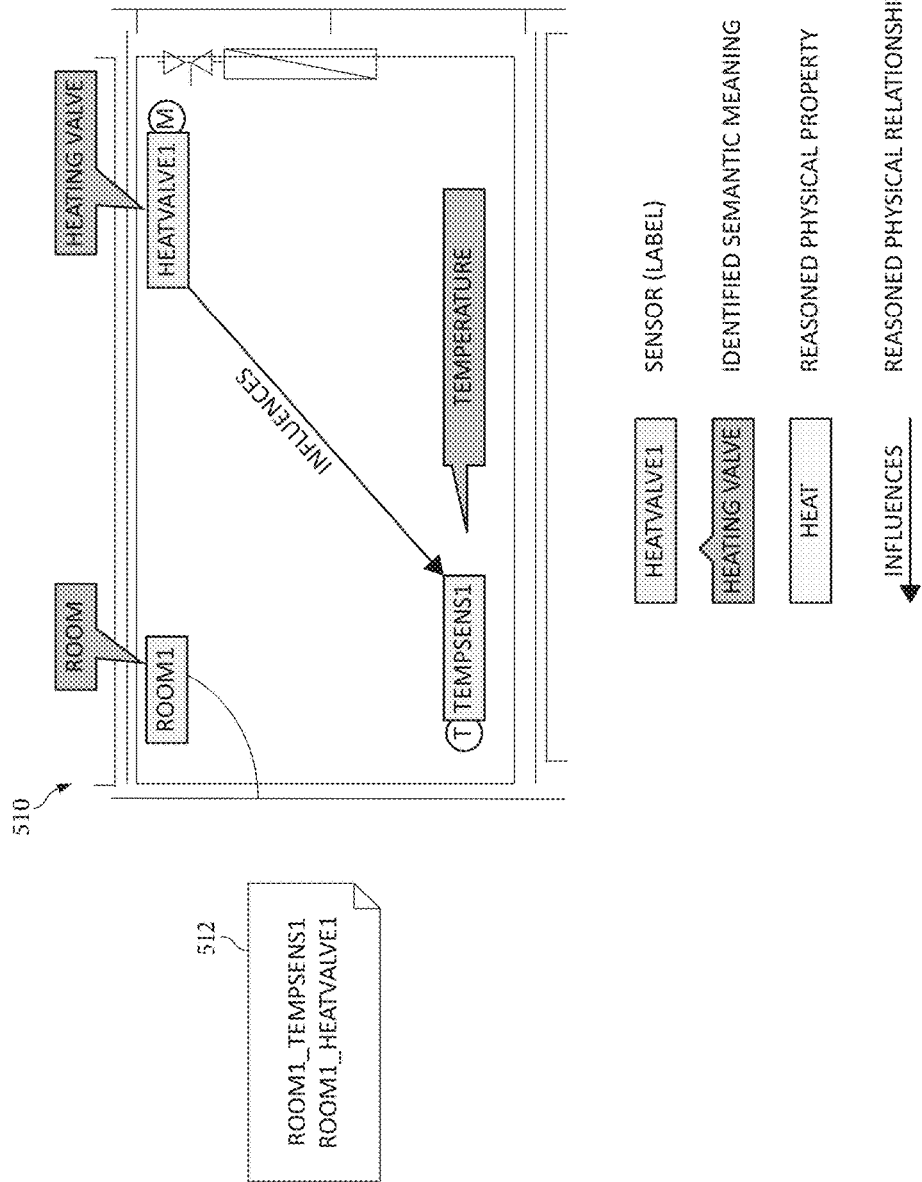 510
512
ROOM1_TEMPSENS1
ROOM1_HEATVALVE1
ROOM
HEATING VALVE
ROOM1
HEATVALVE1
M
INFLUENCES
TEMPERATURE
T
TEMPSENS1
HEATVALVE1
SENSOR (LABEL)
HEATING VALVE
IDENTIFIED SEMANTIC MEANING
HEAT
REASONED PHYSICAL PROPERTY
INFLUENCES
REASONED PHYSICAL RELATIONSHI